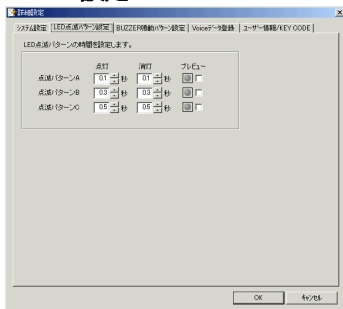 詳細設定
システム設定 LED点滅パターン設定 BUZZER鳴動パターン設定 Voiceデータ登録 ユーザー情報/KEY CODE
LED点滅パターンの時間を設定します。
点灯 消灯 プレビュー
点滅パターンA 0.1 秒 0.1 秒
点滅パターンB 0.3 秒 0.3 秒
点滅パターンC 0.5 秒 0.5 秒
OK キャンセル